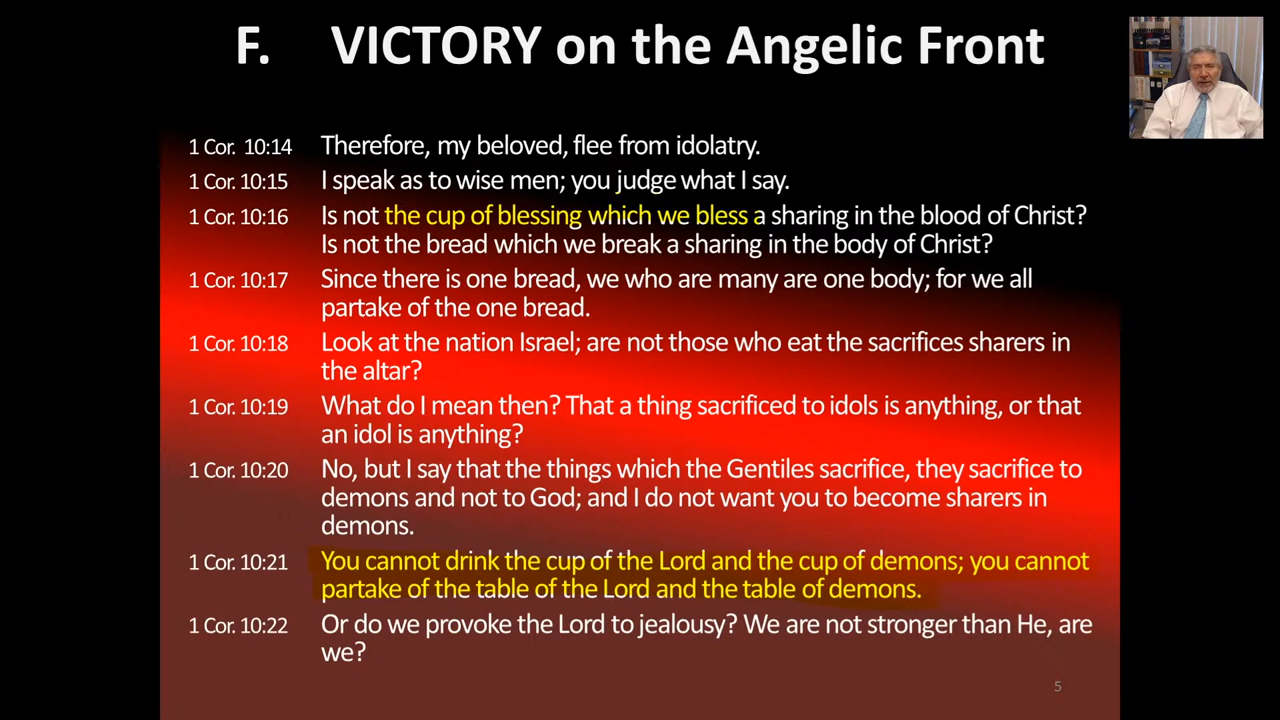 F. VICTORY on the Angelic Front
1 Cor. 10:14 Therefore, my beloved, flee from idolatry.
1 Cor. 10:15 I speak as to wise men; you judge what I say.
1 Cor. 10:16 Is not the cup of blessing which we bless a sharing in the blood of Christ?
Is not the bread which we break a sharing in the body of Christ?
1 Cor. 10:17 Since there is one bread, we who are many are one body; for we all
partake of the one bread.
1 Cor. 10:18 Look at the nation Israel; are not those who eat the sacrifices sharers in
the altar?
1 Cor. 10:19 What do I mean then? That a thing sacrificed to idols is anything, or that
an idol is anything?
1 Cor. 10:20 No, but I say that the things which the Gentiles sacrifice, they sacrifice to
demons and not to God; and I do not want you to become sharers in
demons.
1 Cor. 10:21 You cannot drink the cup of the Lord and the cup of demons; you cannot
partake of the table of the Lord and the table of demons.
1 Cor. 10:22 Or do we provoke the Lord to jealousy? We are not stronger than He, are
we?
5